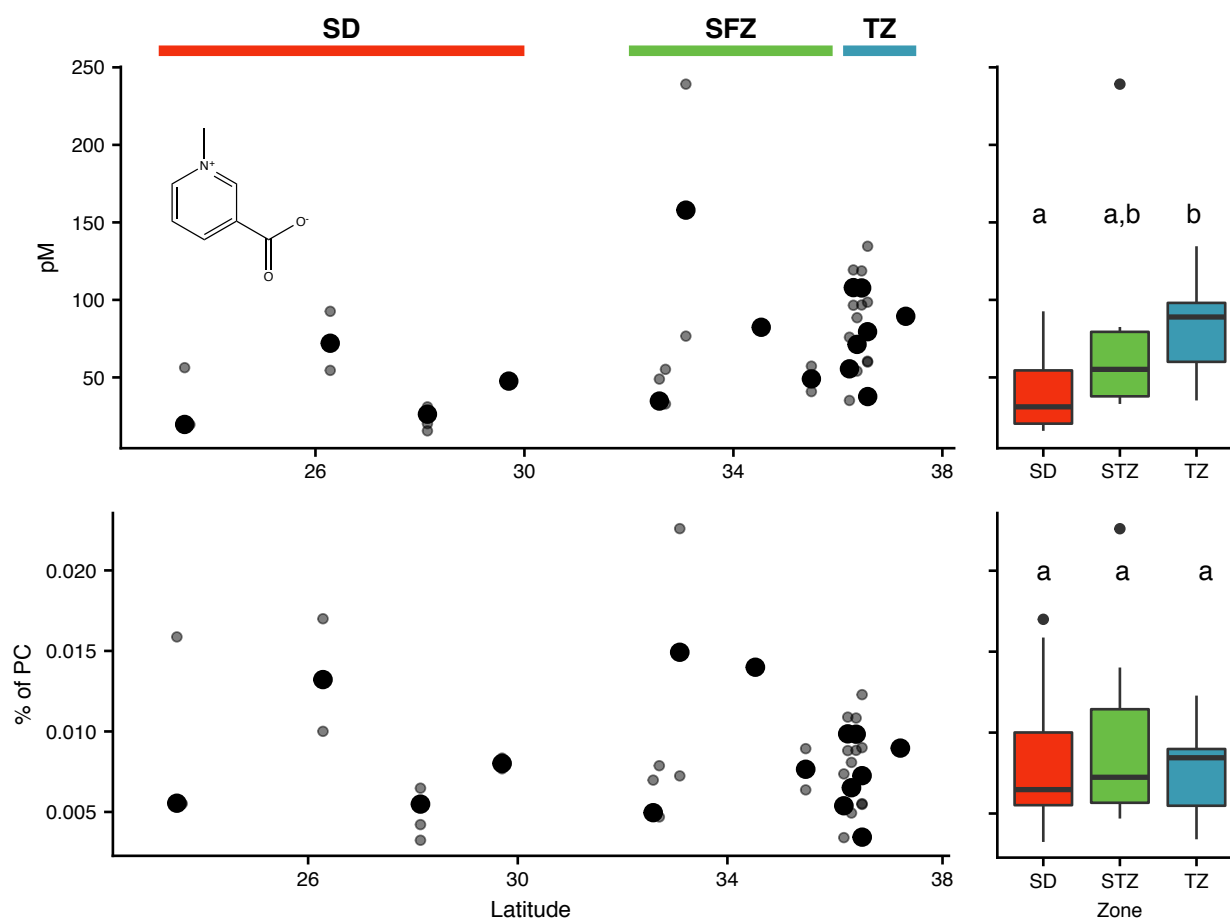 SD SFZ TZ
250
200
150
100
50
pM
N+
O-
O
26 30 34 38
a a,b b
SD STZ TZ
0.020
0.015
0.010
0.005
% of PC
26 30 34 38
Latitude
a a a
SD STZ TZ
Zone